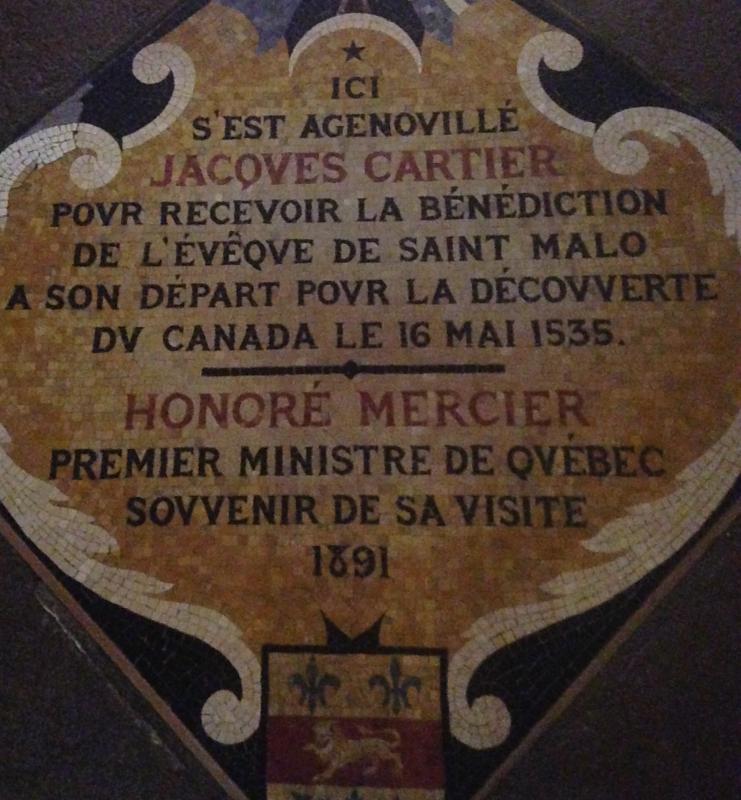 ICI
S'EST AGENOVILLÉ
JACQVES CARTIER
POVR RECEVOIR LA BÉNÉDICTION
DE L'ÉVÊQVE DE SAINT MALO
A SON DÉPART POVR LA DÉCOVVERTE
DV CANADA LE 16 MAI 1535.
HONORÉ MERCIER
PREMIER MINISTRE DE QVÉBEC
SOVVENIR DE SA VISITE
1891